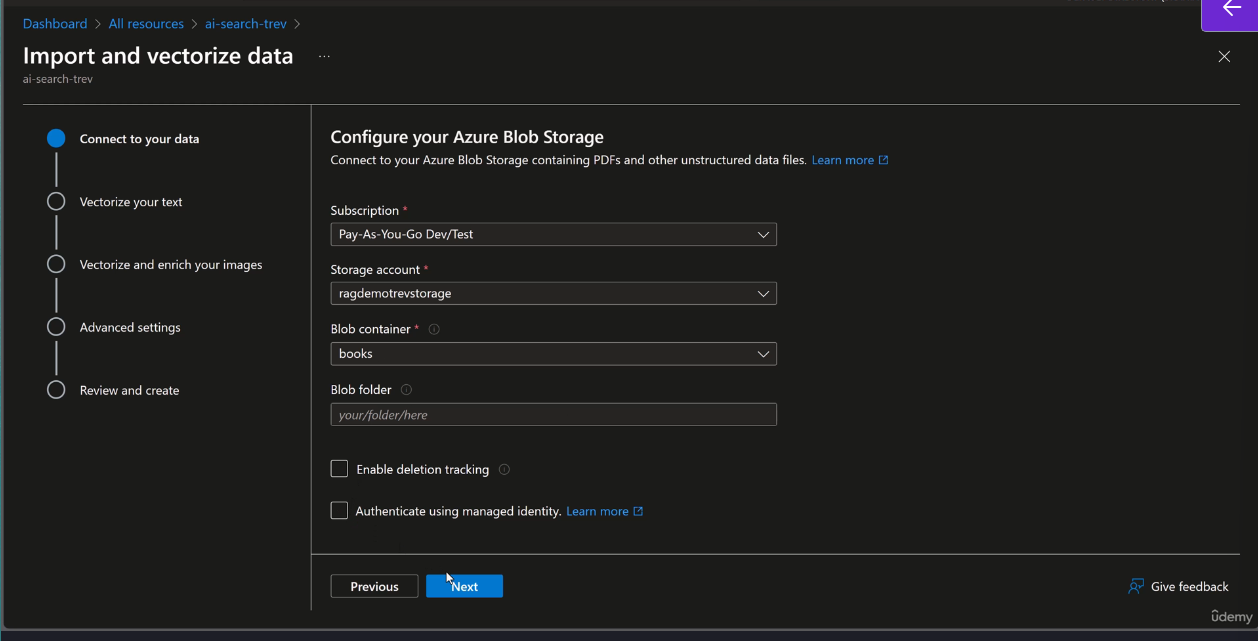 Dashboard > All resources > ai-search-trev >
Import and vectorize data ...
ai-search-trev
Connect to your data
Vectorize your text
Vectorize and enrich your images
Advanced settings
Review and create
Configure your Azure Blob Storage
Connect to your Azure Blob Storage containing PDFs and other unstructured data files. Learn more
Subscription *
Pay-As-You-Go Dev/Test
Storage account *
ragdemotrevstorage
Blob container *
books
Blob folder
your/folder/here
Enable deletion tracking
Authenticate using managed identity. Learn more
Previous
Next
Give feedback
ûdemy